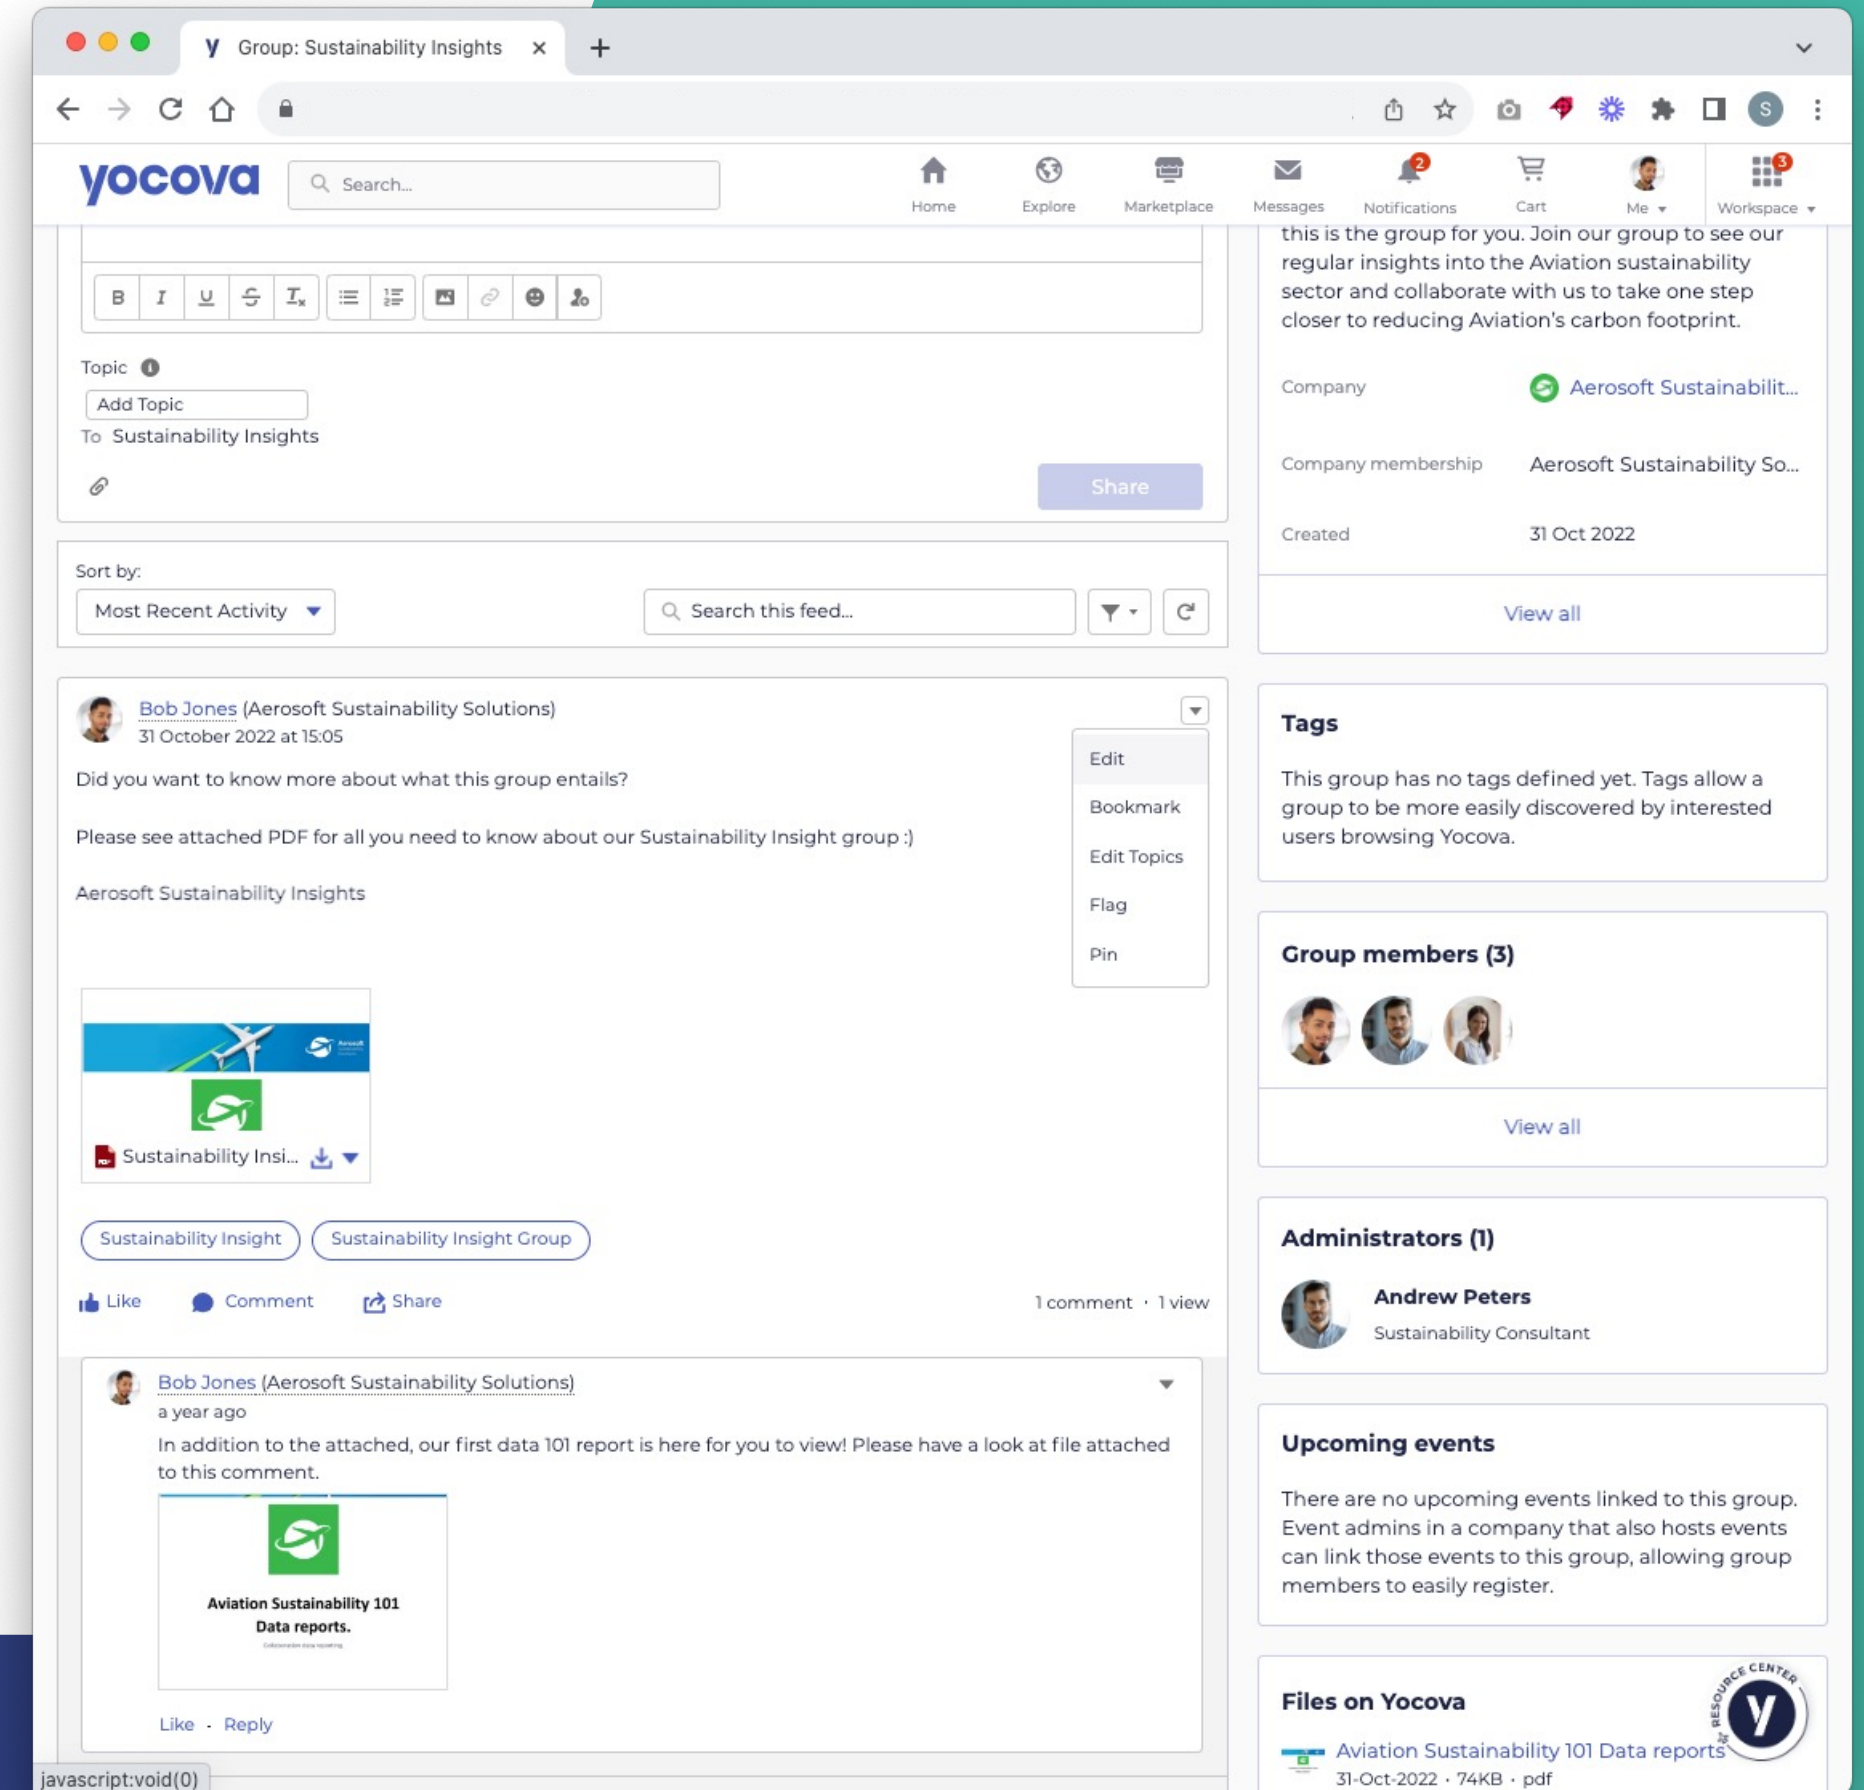 y Group: Sustainability Insights
S
yocova
Search...
Home
Explore
Marketplace
Messages
2
Notifications
Cart
Me
3
Workspace
B I U S Tx
Topic
Add Topic
To Sustainability Insights
Share
Sort by:
Most Recent Activity
Search this feed...
Bob Jones (Aerosoft Sustainability Solutions)
31 October 2022 at 15:05
Did you want to know more about what this group entails?
Please see attached PDF for all you need to know about our Sustainability Insight group :)
Aerosoft Sustainability Insights
Edit
Bookmark
Edit Topics
Flag
Pin
Sustainability Insi...
Sustainability Insight
Sustainability Insight Group
Like
Comment
Share
1 comment · 1 view
Bob Jones (Aerosoft Sustainability Solutions)
a year ago
In addition to the attached, our first data 101 report is here for you to view! Please have a look at file attached
to this comment.
Aviation Sustainability 101
Data reports.
Like · Reply
javascript:void(0)
this is the group for you. Join our group to see our
regular insights into the Aviation sustainability
sector and collaborate with us to take one step
closer to reducing Aviation's carbon footprint.
Company
Aerosoft Sustainabilit...
Company membership
Aerosoft Sustainability So...
Created
31 Oct 2022
View all
Tags
This group has no tags defined yet. Tags allow a
group to be more easily discovered by interested
users browsing Yocova.
Group members (3)
View all
Administrators (1)
Andrew Peters
Sustainability Consultant
Upcoming events
There are no upcoming events linked to this group.
Event admins in a company that also hosts events
can link those events to this group, allowing group
members to easily register.
Files on Yocova
RESOURCE CENTER
y
Aviation Sustainability 101 Data reports
31-Oct-2022 · 74KB · pdf